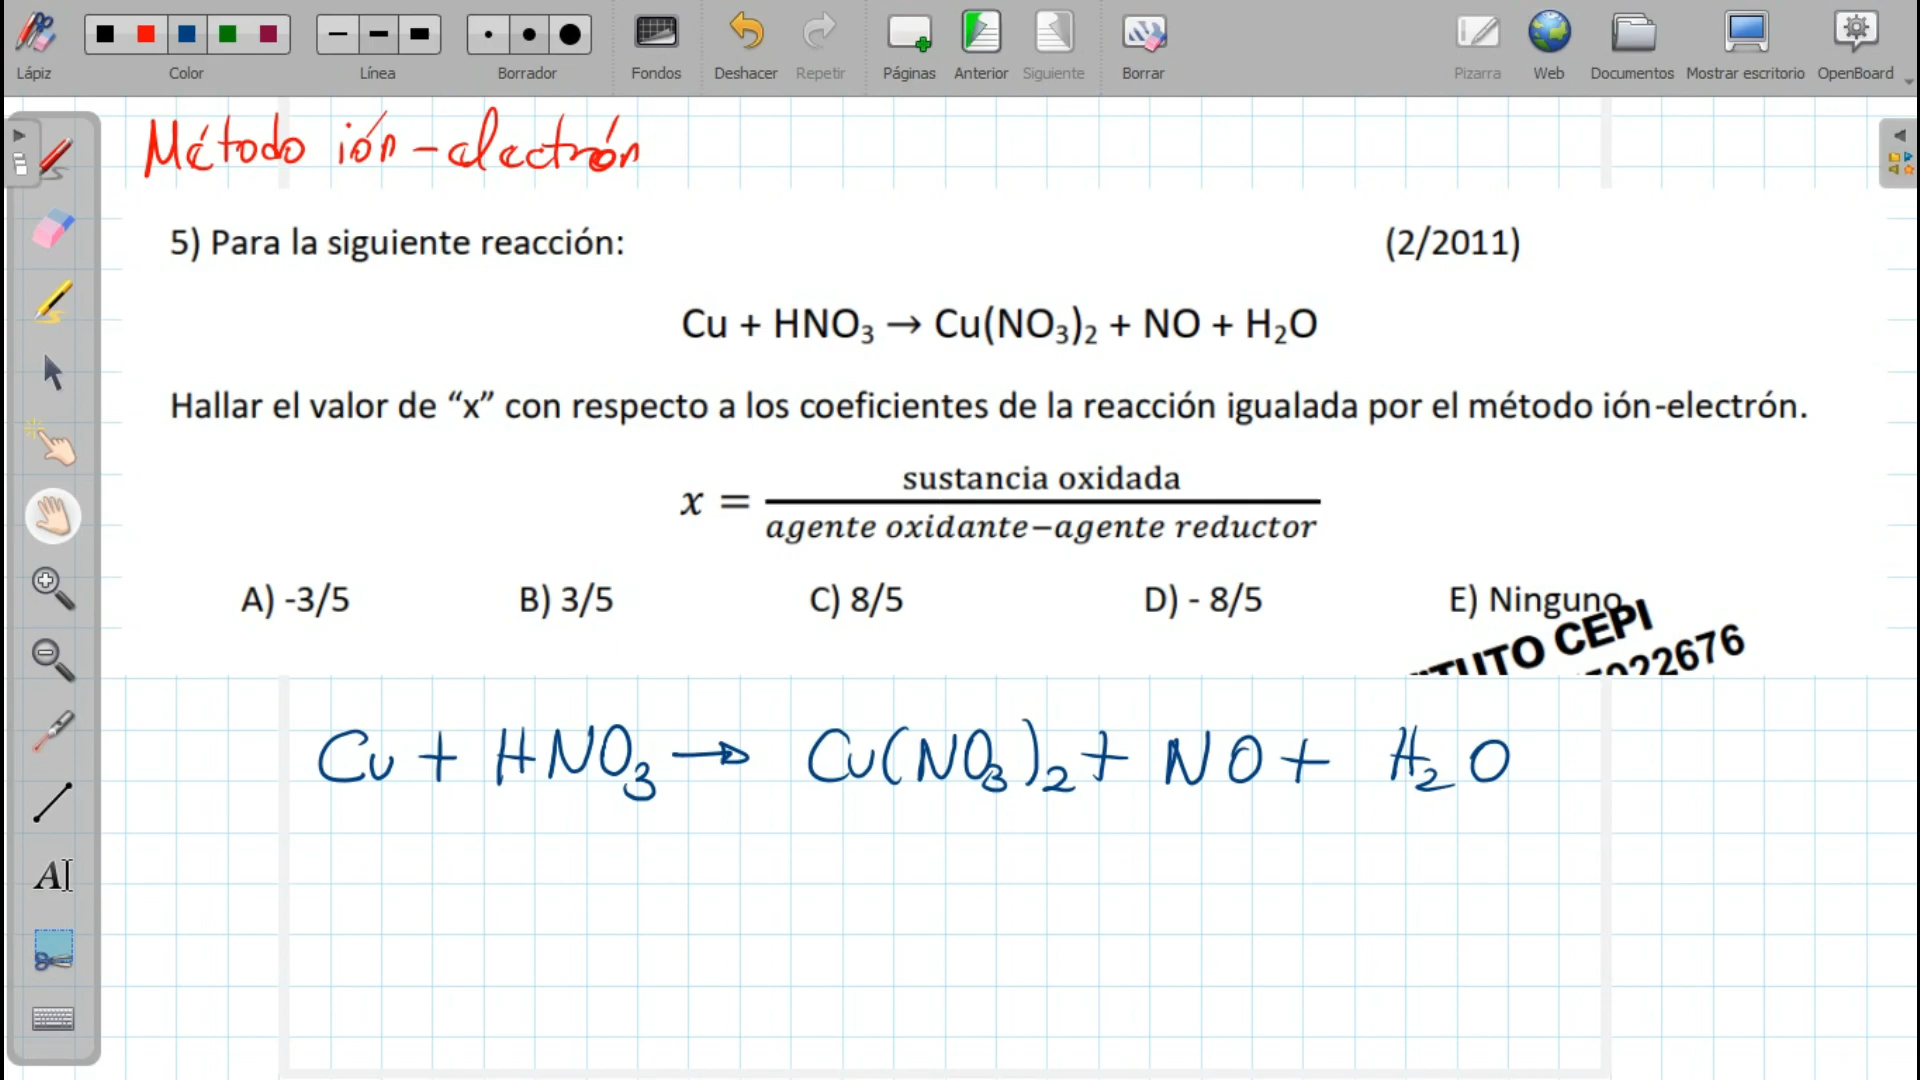 Lápiz Color Línea Borrador Fondos Deshacer Repetir Páginas Anterior Siguiente Borrar Pizarra Web Documentos Mostrar escritorio OpenBoard
Método ión-electrón
5) Para la siguiente reacción: (2/2011)
Cu + HNO₃ → Cu(NO₃)₂ + NO + H₂O
Hallar el valor de “x” con respecto a los coeficientes de la reacción igualada por el método ión-electrón.
sustancia oxidada
x =
agente oxidante−agente reductor
A) -3/5 B) 3/5 C) 8/5 D) - 8/5 E) Ninguno
CEPI
22676
Cu + HNO₃ → Cu(NO₃)₂ + NO + H₂O